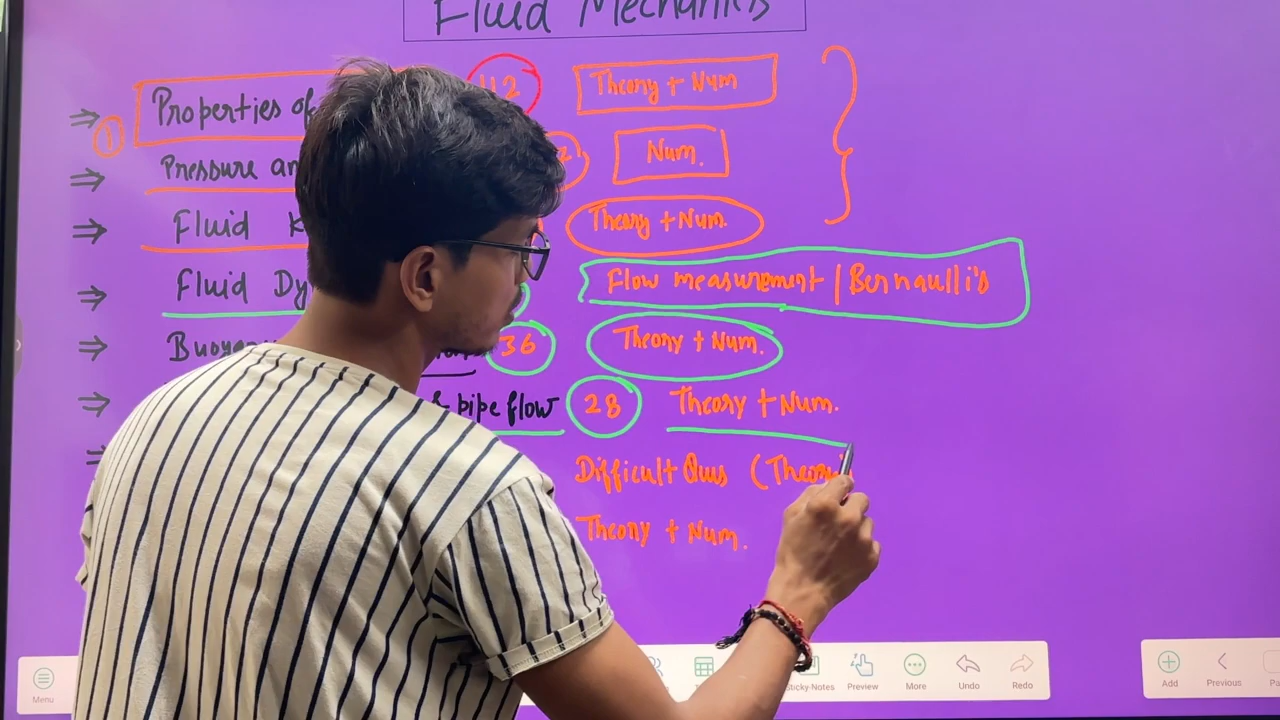 Fluid Mechanics
⇒ ① Properties of 42 Theory + Num
⇒ Pressure an Num.
⇒ Fluid K Theory + Num.
⇒ Fluid Dy Flow measurement | Bernaulli's
⇒ 36 Theory + Num.
⇒ & pipe flow 28 Theory + Num.
⇒ Difficult Ques (Theory)
Theory + Num.
Menu Sticky-Notes Preview More Undo Redo Add Previous